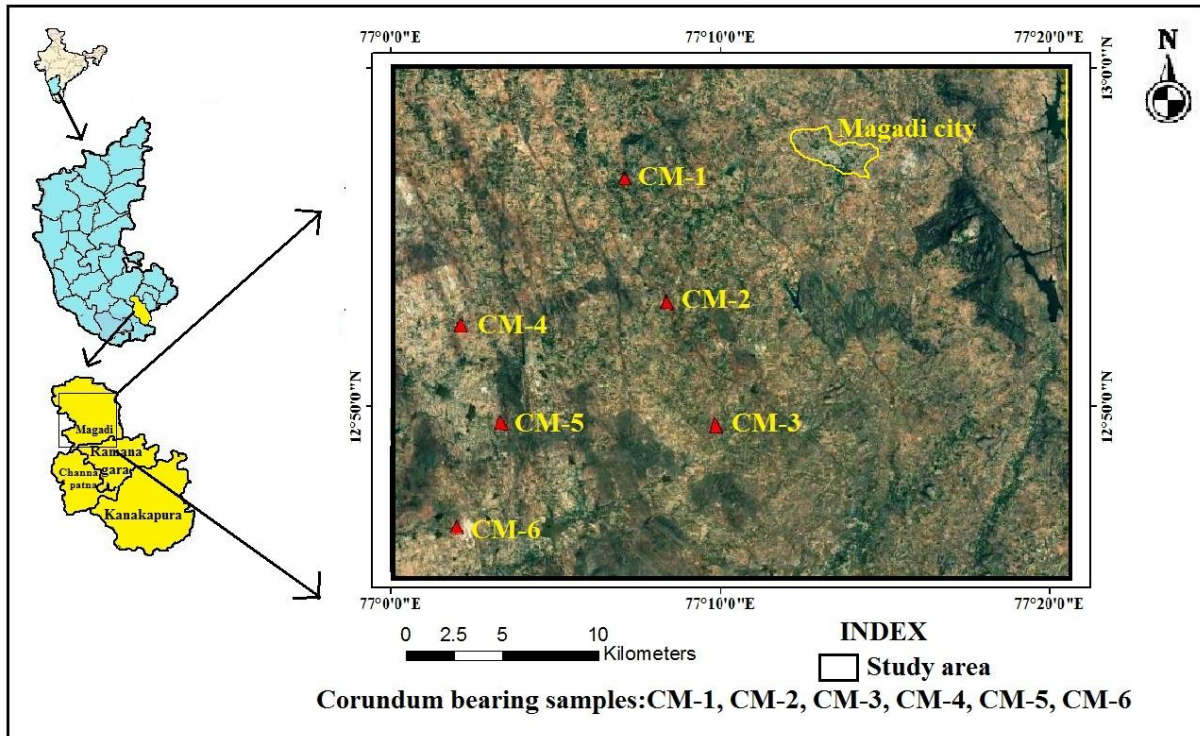 77°0'0"E 77°10'0"E 77°20'0"E
N
13°0'0"N
Magadi city
CM-1
CM-2
CM-4
12°50'0"N
CM-5
CM-3
CM-6
Magadi
Ramana
gara
Channa
patna
Kanakapura
77°0'0"E 77°10'0"E 77°20'0"E
0 2.5 5 10
Kilometers
INDEX
Study area
Corundum bearing samples:CM-1, CM-2, CM-3, CM-4, CM-5, CM-6